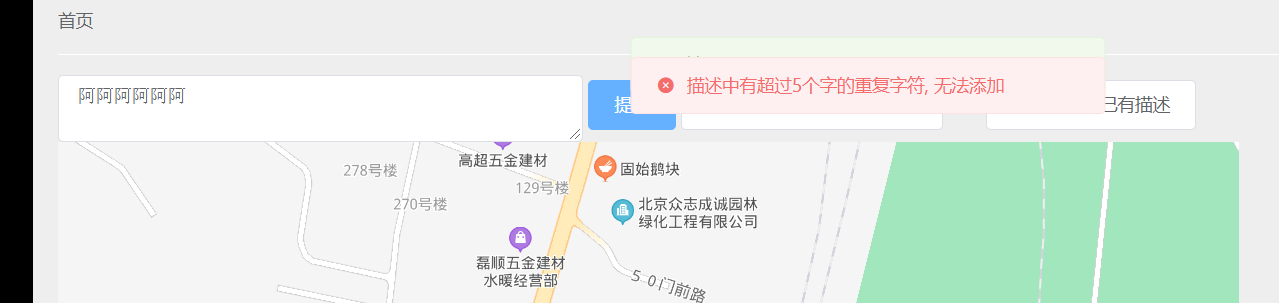 首页
阿阿阿阿阿阿
描述中有超过5个字的重复字符, 无法添加
已有描述
278号楼
高超五金建材
129号楼
固始鹅块
270号楼
北京众志成诚园林
绿化工程有限公司
磊顺五金建材
水暖经营部
50门前路